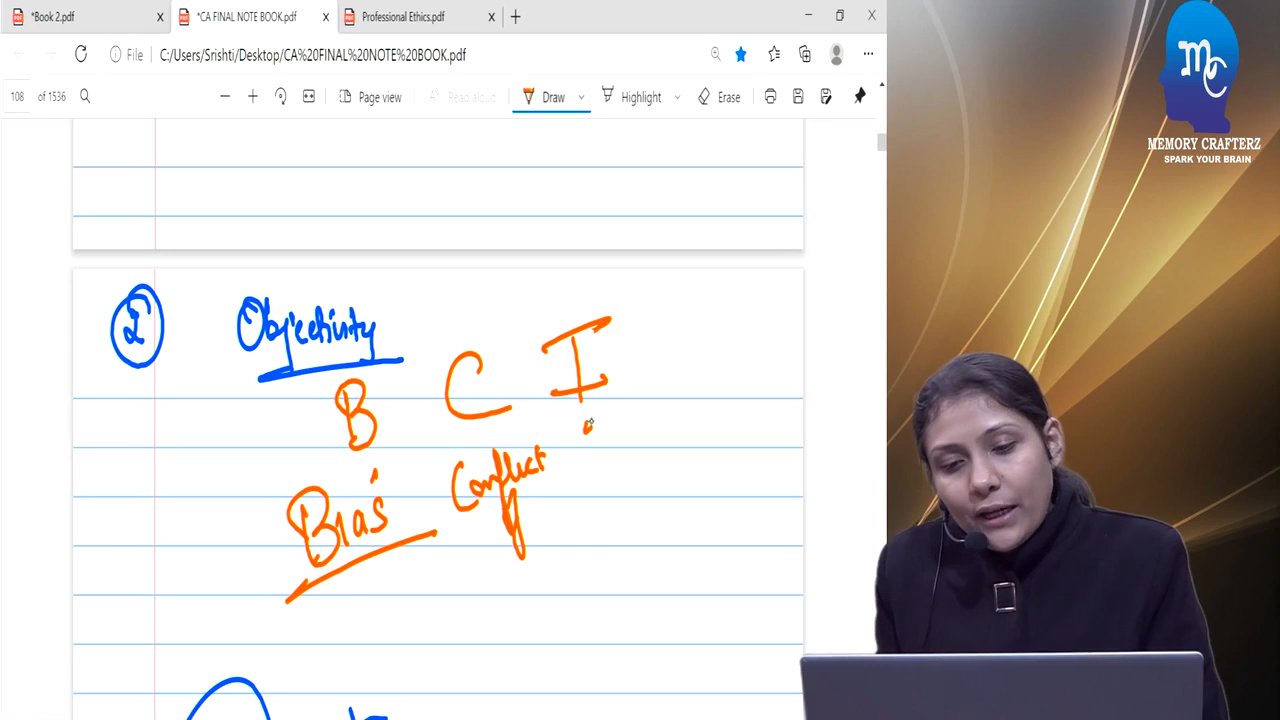 *Book 2.pdf
*CA FINAL NOTE BOOK.pdf
Professional Ethics.pdf
File C:/Users/Srishti/Desktop/CA%20FINAL%20NOTE%20BOOK.pdf
108 of 1536
Page view
Read aloud
Draw
Highlight
Erase
MC
MEMORY CRAFTERZ
SPARK YOUR BRAIN
2 Objectivity
B C I
Bias Conflict